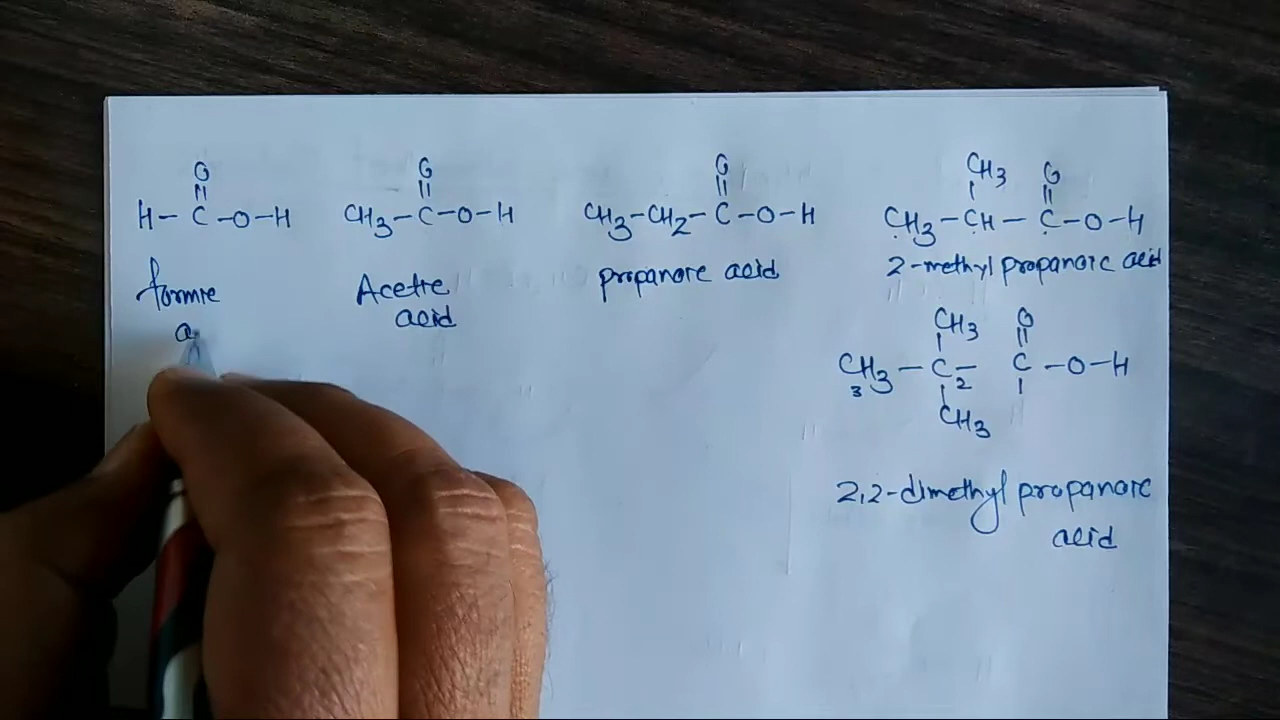 O O O CH3 O
H–C–O–H CH3–C–O–H CH3–CH2–C–O–H CH3–CH–C–O–H
formic Acetic propanoic acid 2-methyl propanoic acid
a acid
CH3 O
CH3–C– C–O–H
3 2
CH3
2,2-dimethyl propanoic
acid